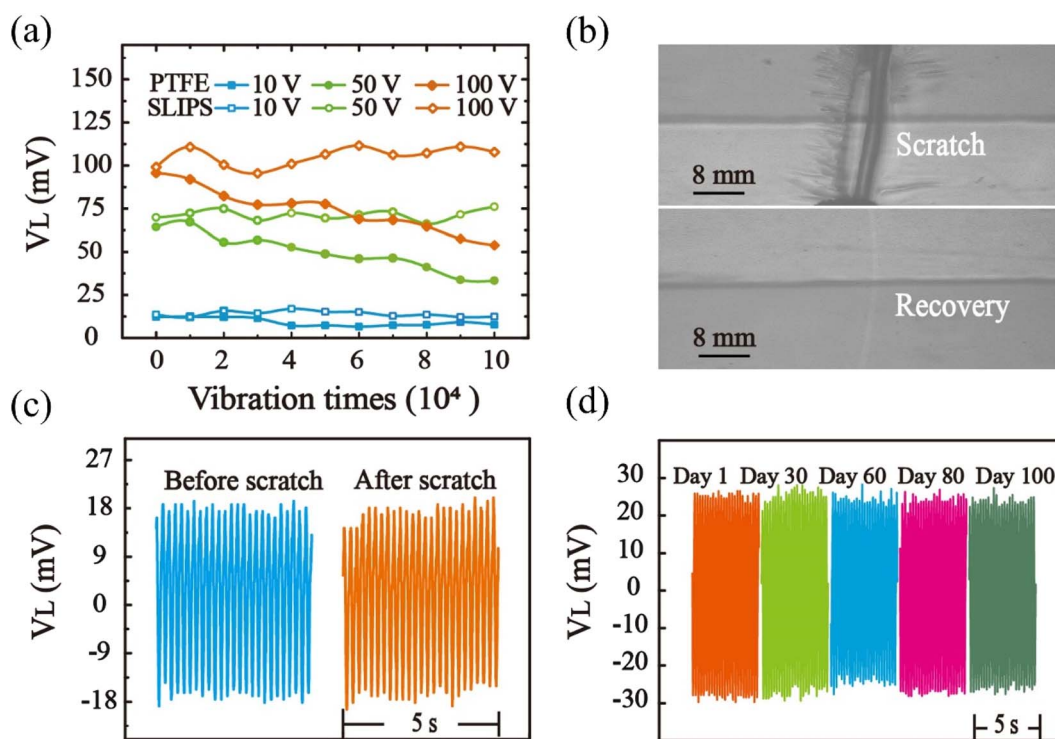 (a)
150
125
100
75
50
25
0
VL (mV)
PTFE 10 V 50 V 100 V
SLIPS 10 V 50 V 100 V
0 2 4 6 8 10
Vibration times (10⁴ )
(b)
Scratch
8 mm
Recovery
8 mm
(c)
27
18
9
0
-9
-18
VL (mV)
Before scratch After scratch
5 s
(d)
30
20
10
0
-10
-20
-30
VL (mV)
Day 1 Day 30 Day 60 Day 80 Day 100
5 s